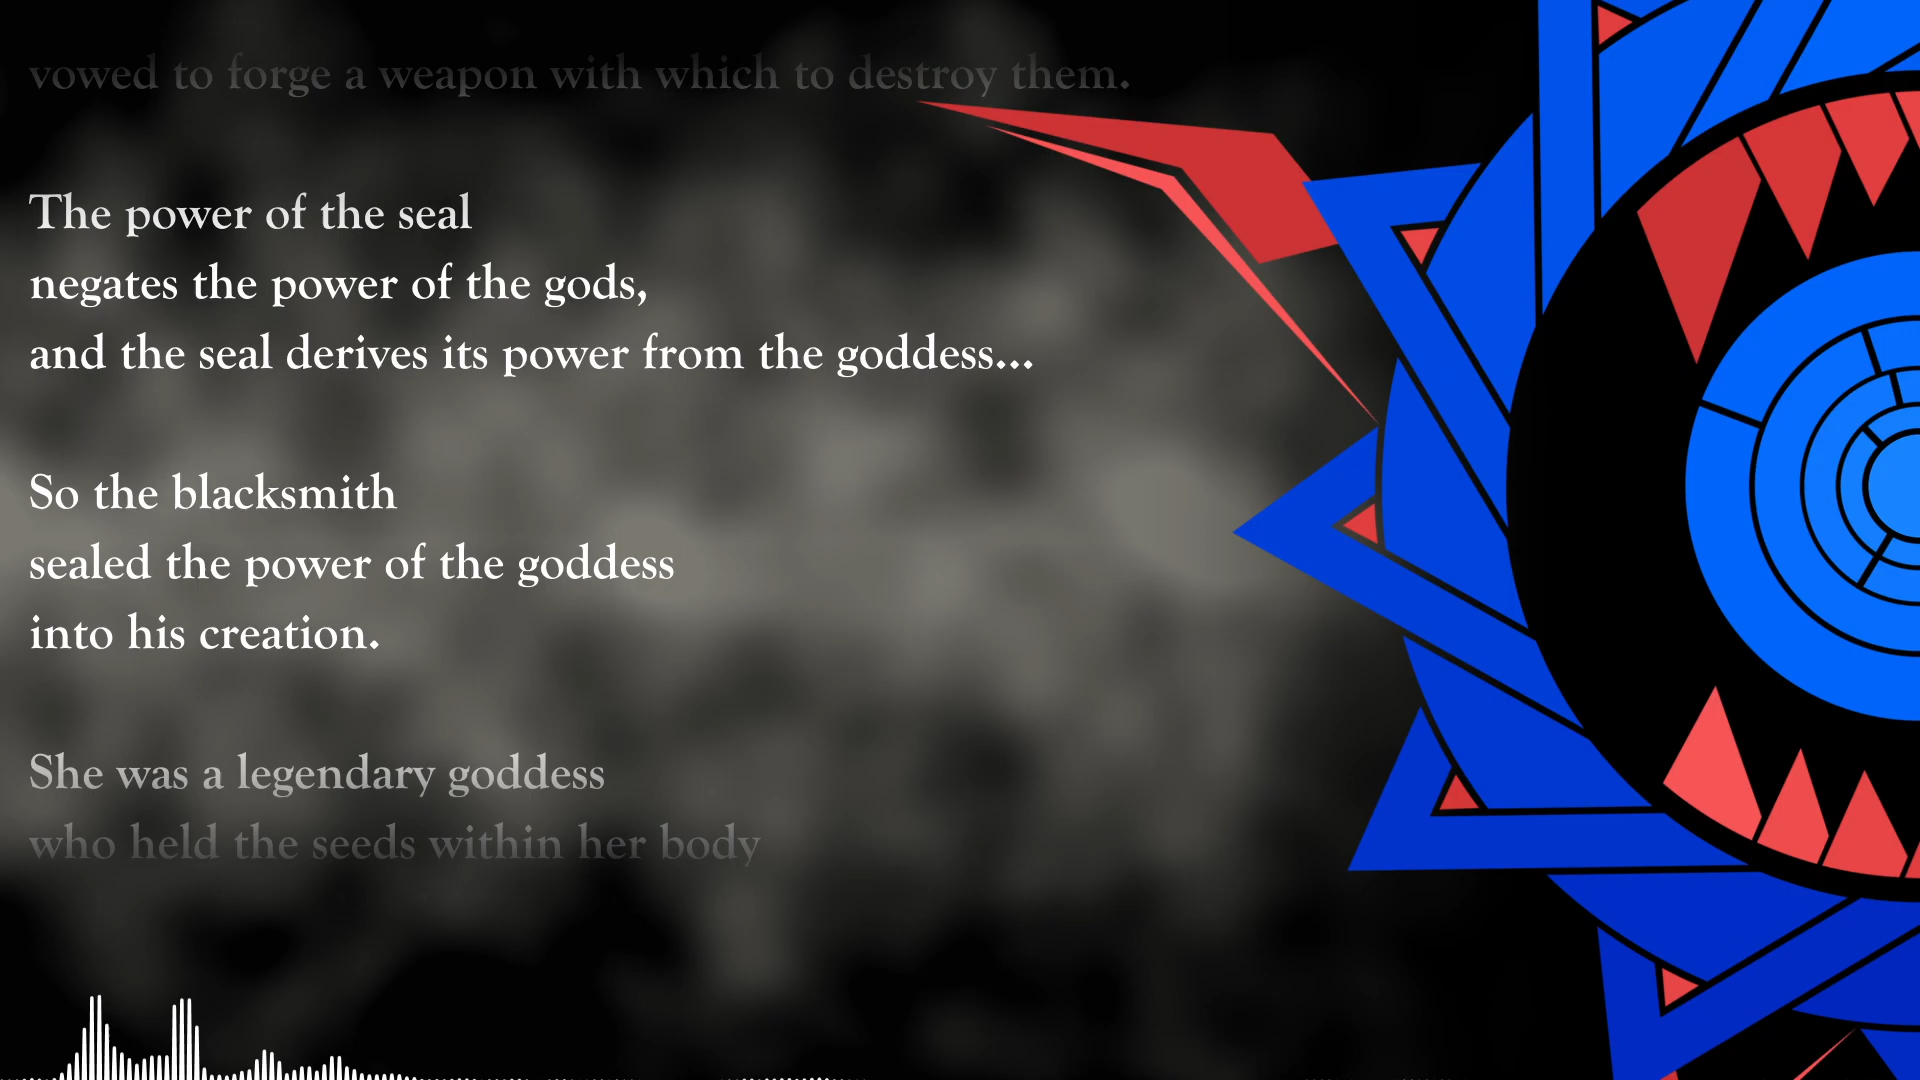 vowed to forge a weapon with which to destroy them.
The power of the seal
negates the power of the gods,
and the seal derives its power from the goddess...
So the blacksmith
sealed the power of the goddess
into his creation.
She was a legendary goddess
who held the seeds within her body